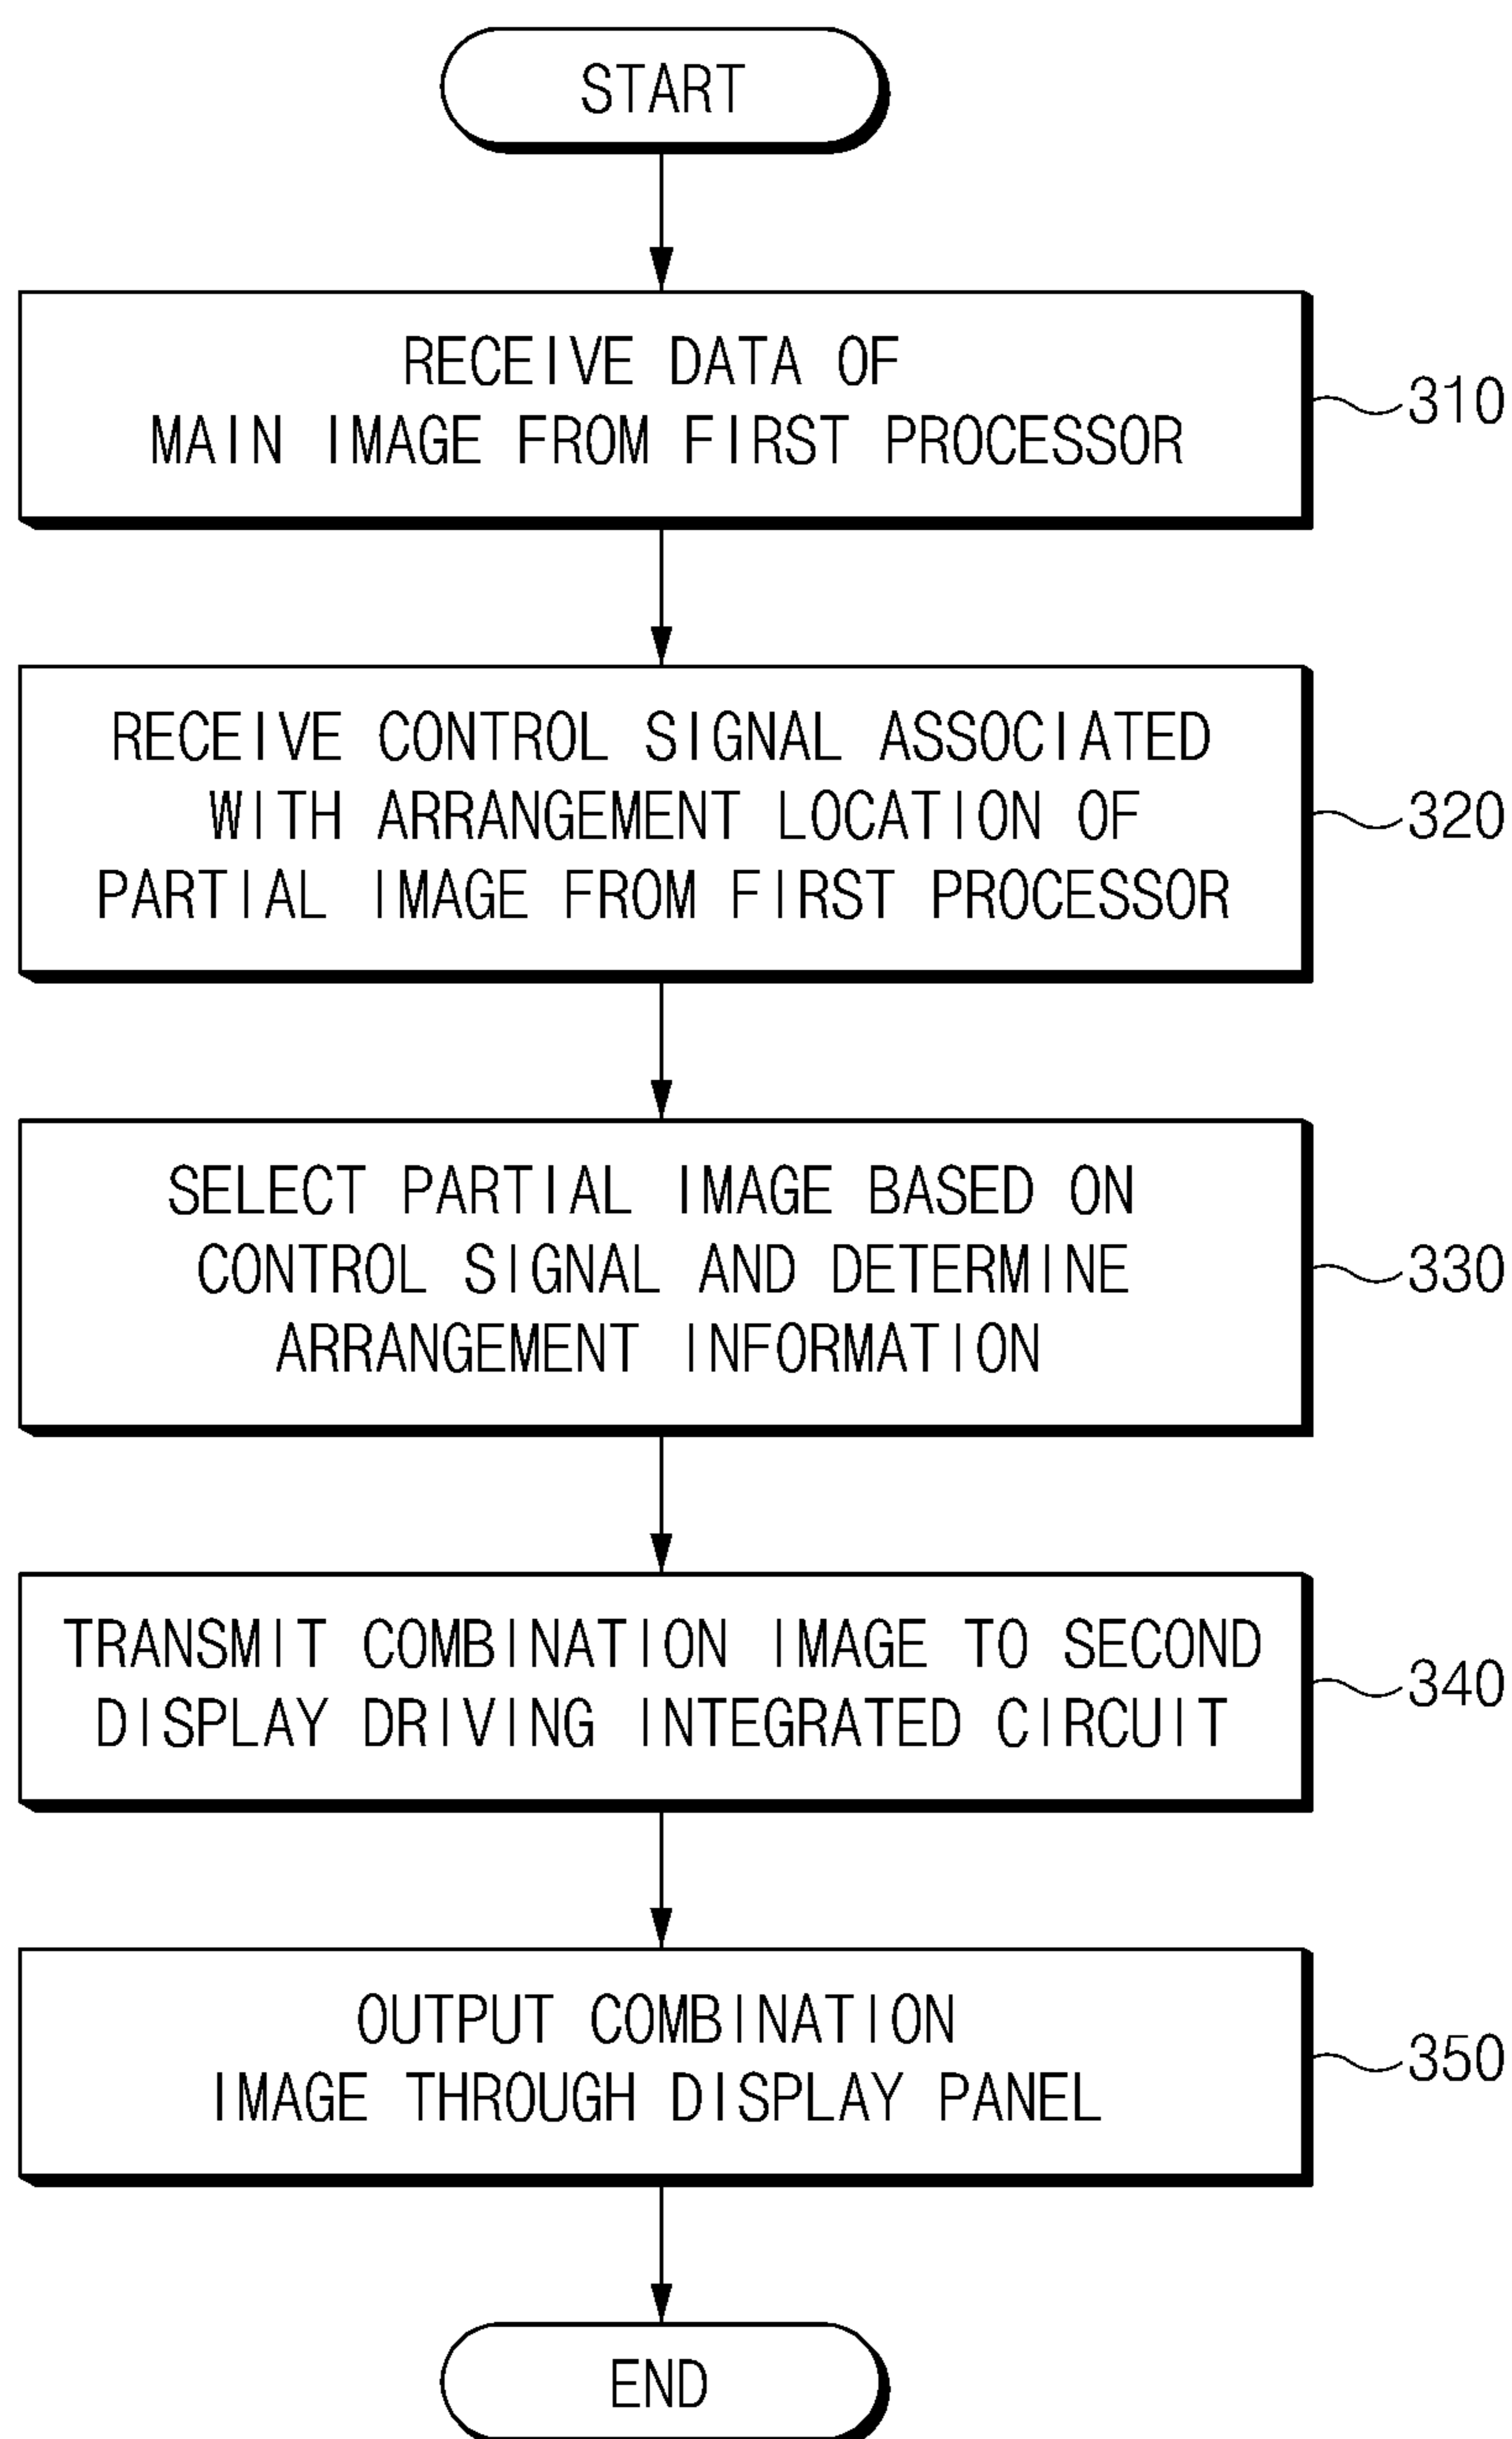 START
RECEIVE DATA OF
MAIN IMAGE FROM FIRST PROCESSOR
310
RECEIVE CONTROL SIGNAL ASSOCIATED
WITH ARRANGEMENT LOCATION OF
PARTIAL IMAGE FROM FIRST PROCESSOR
320
SELECT PARTIAL IMAGE BASED ON
CONTROL SIGNAL AND DETERMINE
ARRANGEMENT INFORMATION
330
TRANSMIT COMBINATION IMAGE TO SECOND
DISPLAY DRIVING INTEGRATED CIRCUIT
340
OUTPUT COMBINATION
IMAGE THROUGH DISPLAY PANEL
350
END